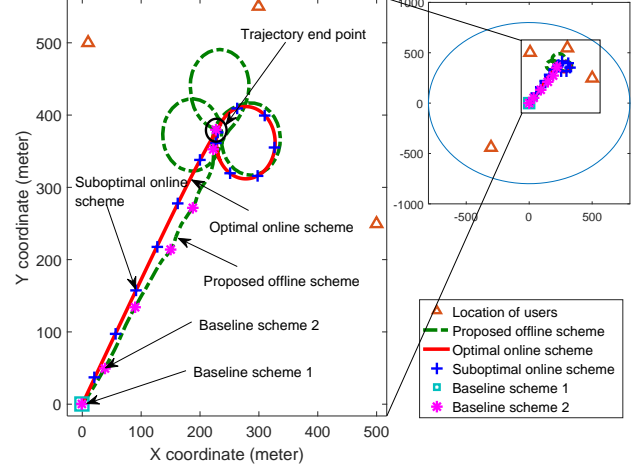 500
400
300
200
100
0
0
100
200
300
400
500
X coordinate (meter)
Y coordinate (meter)
Trajectory end point
Suboptimal online
scheme
Optimal online scheme
Proposed offline scheme
Baseline scheme 2
Baseline scheme 1
1000
500
0
-500
-1000
-500
0
500
Location of users
Proposed offline scheme
Optimal online scheme
Suboptimal online scheme
Baseline scheme 1
Baseline scheme 2